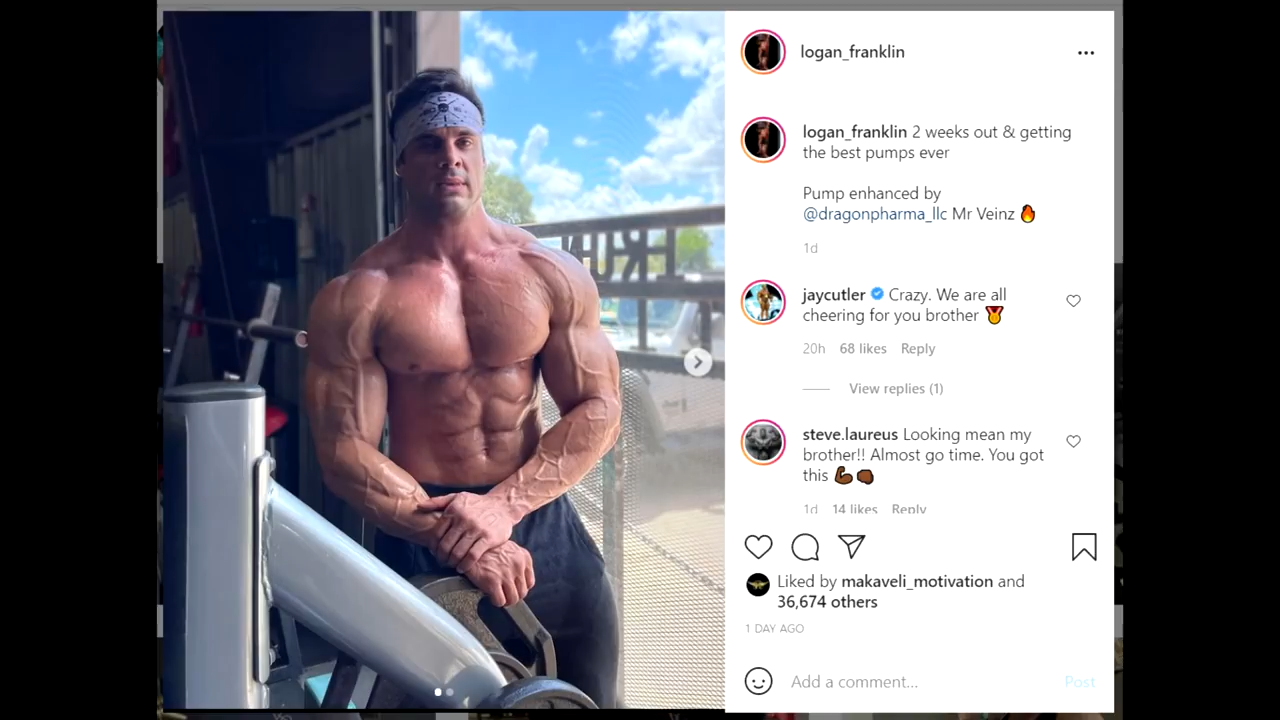 logan_franklin
logan_franklin 2 weeks out & getting
the best pumps ever
Pump enhanced by
@dragonpharma_llc Mr Veinz 🔥
1d
jaycutler Crazy. We are all
cheering for you brother 🏅
20h 68 likes Reply
View replies (1)
steve.laureus Looking mean my
brother!! Almost go time. You got
this 💪🏾👊🏾
1d 14 likes Reply
Liked by makaveli_motivation and
36,674 others
1 DAY AGO
Add a comment...
Post